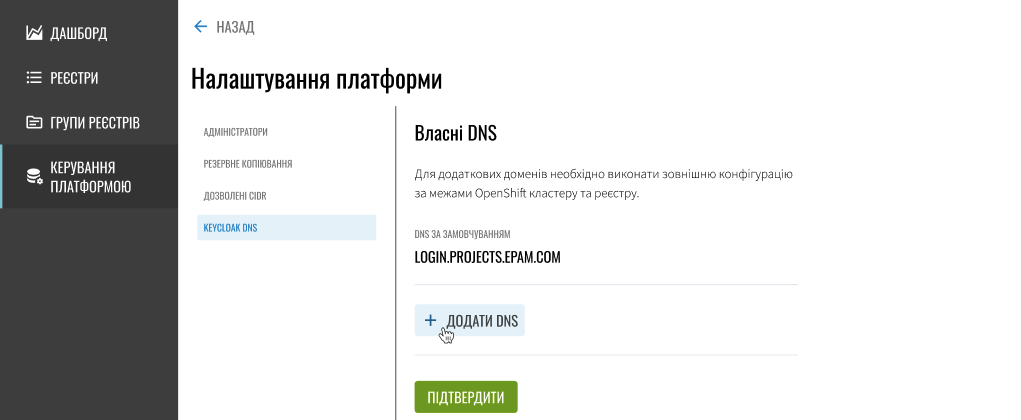 ДАШБОРД
РЕЄСТРИ
ГРУПИ РЕЄСТРІВ
КЕРУВАННЯ
ПЛАТФОРМОЮ
НАЗАД
Налаштування платформи
АДМІНІСТРАТОРИ
РЕЗЕРВНЕ КОПІЮВАННЯ
ДОЗВОЛЕНІ CIDR
KEYCLOAK DNS
Власні DNS
Для додаткових доменів необхідно виконати зовнішню конфігурацію
за межами OpenShift кластеру та реєстру.
DNS ЗА ЗАМОВЧУВАННЯМ
LOGIN.PROJECTS.EPAM.COM
ДОДАТИ DNS
ПІДТВЕРДИТИ